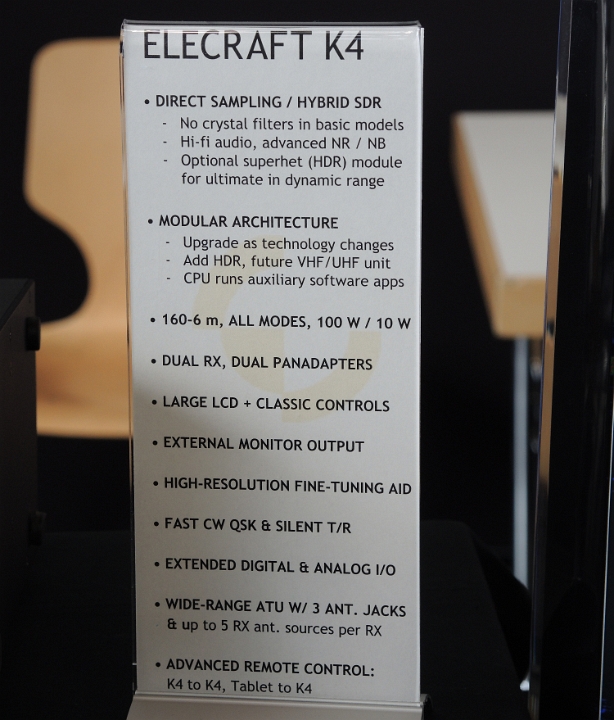 ELECRAFT K4
• DIRECT SAMPLING / HYBRID SDR
- No crystal filters in basic models
- Hi-fi audio, advanced NR / NB
- Optional superhet (HDR) module
for ultimate in dynamic range
• MODULAR ARCHITECTURE
- Upgrade as technology changes
- Add HDR, future VHF/UHF unit
- CPU runs auxiliary software apps
• 160-6 m, ALL MODES, 100 W / 10 W
• DUAL RX, DUAL PANADAPTERS
• LARGE LCD + CLASSIC CONTROLS
• EXTERNAL MONITOR OUTPUT
• HIGH-RESOLUTION FINE-TUNING AID
• FAST CW QSK & SILENT T/R
• EXTENDED DIGITAL & ANALOG I/O
• WIDE-RANGE ATU W/ 3 ANT. JACKS
& up to 5 RX ant. sources per RX
• ADVANCED REMOTE CONTROL:
K4 to K4, Tablet to K4